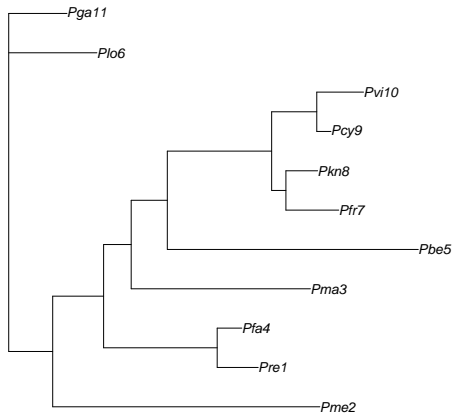 Pga11
Plo6
Pvi10
Pcy9
Pkn8
Pfr7
Pbe5
Pma3
Pfa4
Pre1
Pme2